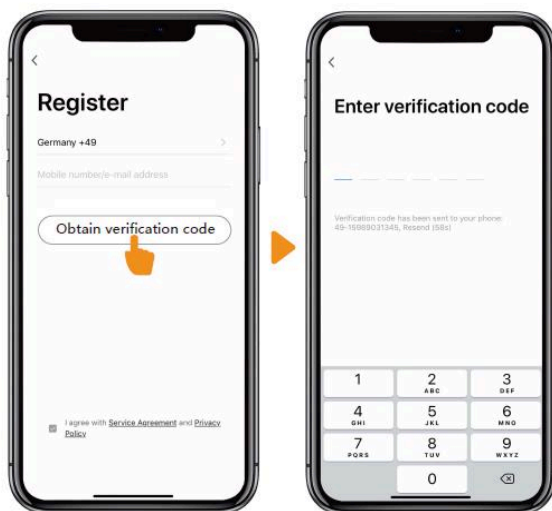 Register
Germany +49
Mobile number/e-mail address
Obtain verification code
I agree with Service Agreement and Privacy
Policy
Enter verification code
Verification code has been sent to your phone:
49-15989031345, Resend (58s)
1
2
3
ABC
DEF
4
5
6
GHI
JKL
MNO
7
8
9
PQRS
TUV
WXYZ
0